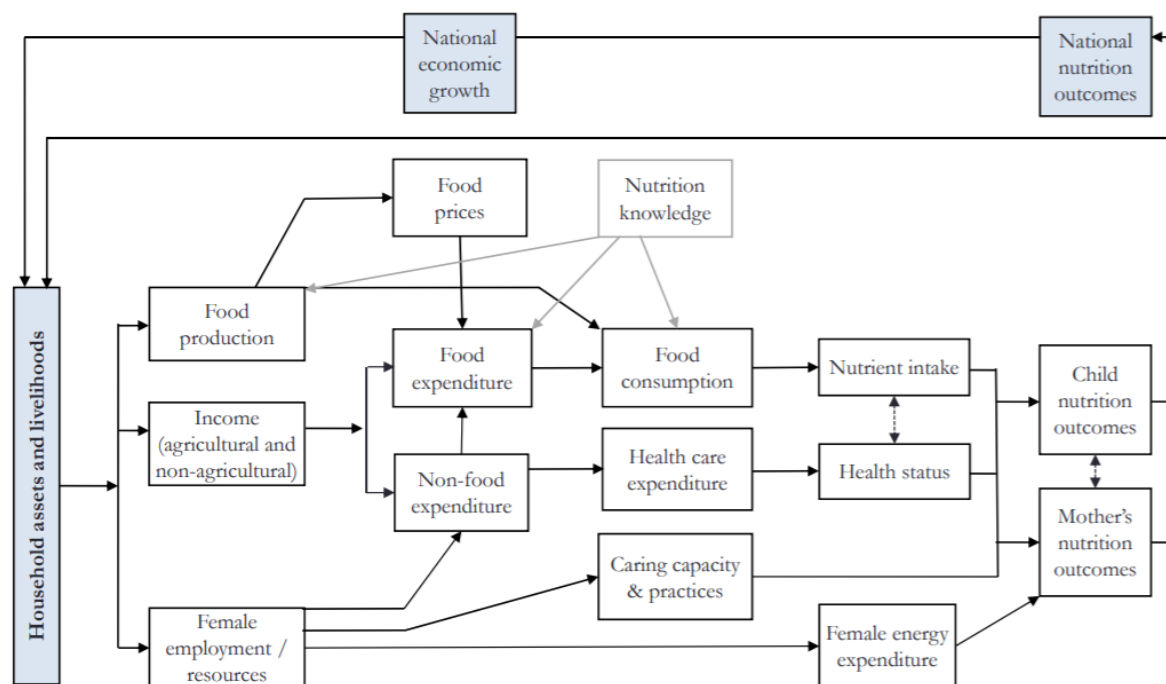 National
economic
growth
National
nutrition
outcomes
Food
prices
Nutrition
knowledge
Household assets and livelihoods
Food
production
Food
expenditure
Food
consumption
Nutrient intake
Child
nutrition
outcomes
Income
(agricultural and
non-agricultural)
Non-food
expenditure
Health care
expenditure
Health status
Mother's
nutrition
outcomes
Caring capacity
& practices
Female
employment /
resources
Female energy
expenditure